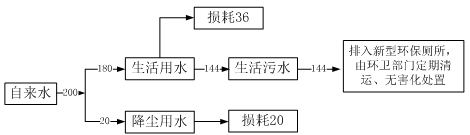 损耗36
180
生活用水
144
生活污水
144
排入新型环保厕所，
由环卫部门定期清
运、无害化处置
自来水
200
20
降尘用水
损耗20